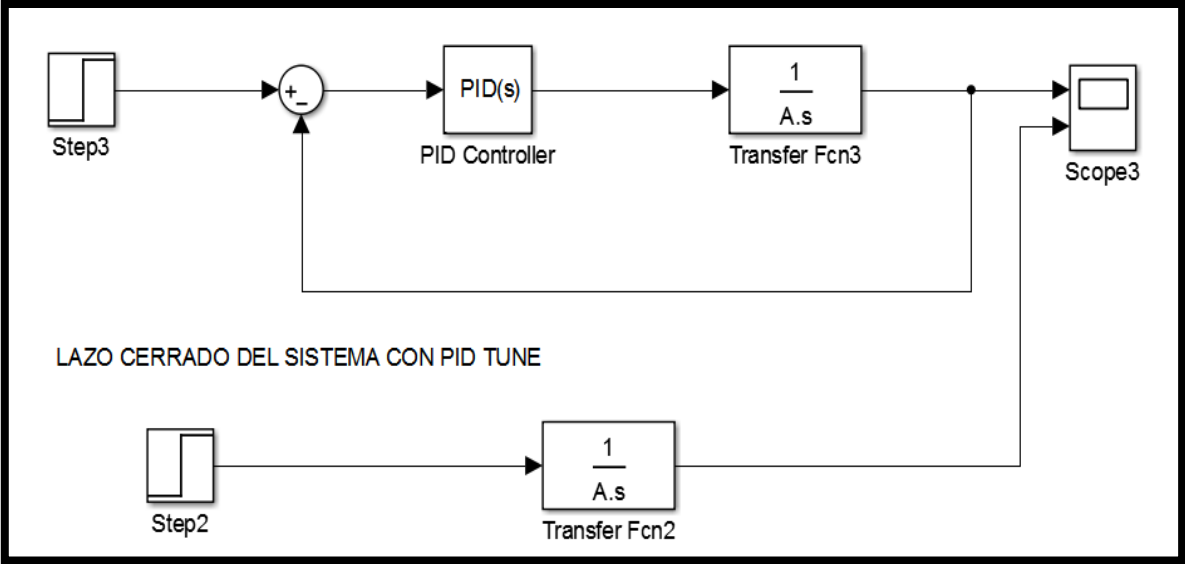 Step3
+
−
PID(s)
PID Controller
1
A.s
Transfer Fcn3
Scope3
LAZO CERRADO DEL SISTEMA CON PID TUNE
Step2
1
A.s
Transfer Fcn2